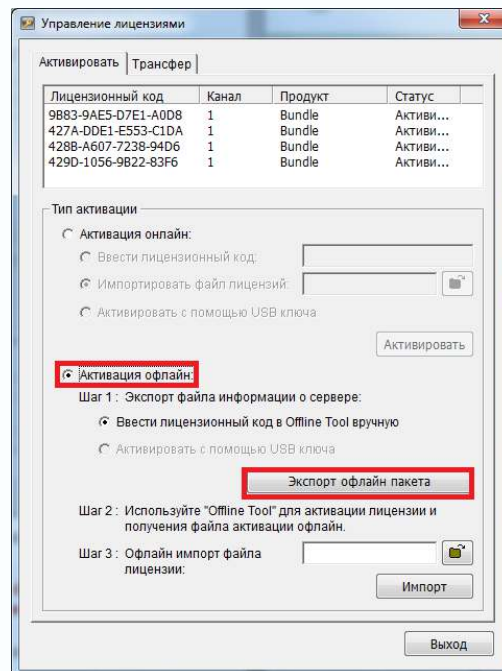 Управление лицензиями
Активировать Трансфер
Лицензионный код Канал Продукт Статус
9B83-9AE5-D7E1-A0D8 1 Bundle Активи...
427A-DDE1-E553-C1DA 1 Bundle Активи...
428B-A607-7238-94D6 1 Bundle Активи...
429D-1056-9B22-83F6 1 Bundle Активи...
Тип активации
Активация онлайн:
Ввести лицензионный код:
Импортировать файл лицензий:
Активировать с помощью USB ключа
Активировать
Активация офлайн:
Шаг 1 : Экспорт файла информации о сервере:
Ввести лицензионный код в Offline Tool вручную
Активировать с помощью USB ключа
Экспорт офлайн пакета
Шаг 2 : Используйте "Offline Tool" для активации лицензии и
получения файла активации офлайн.
Шаг 3 : Офлайн импорт файла
лицензии:
Импорт
Выход